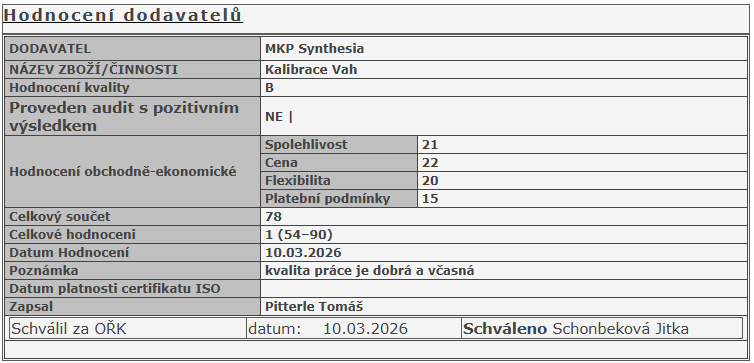 Hodnocení dodavatelů
DODAVATEL MKP Synthesia
NÁZEV ZBOŽÍ/ČINNOSTI Kalibrace Vah
Hodnocení kvality B
Proveden audit s pozitivním
výsledkem NE |
Hodnocení obchodně-ekonomické
Spolehlivost 21
Cena 22
Flexibilita 20
Platební podmínky 15
Celkový součet 78
Celkové hodnoceni 1 (54–90)
Datum Hodnocení 10.03.2026
Poznámka kvalita práce je dobrá a včasná
Datum platnosti certifikatu ISO
Zapsal Pitterle Tomáš
Schválil za OŘK datum: 10.03.2026 Schváleno Schonbeková Jitka